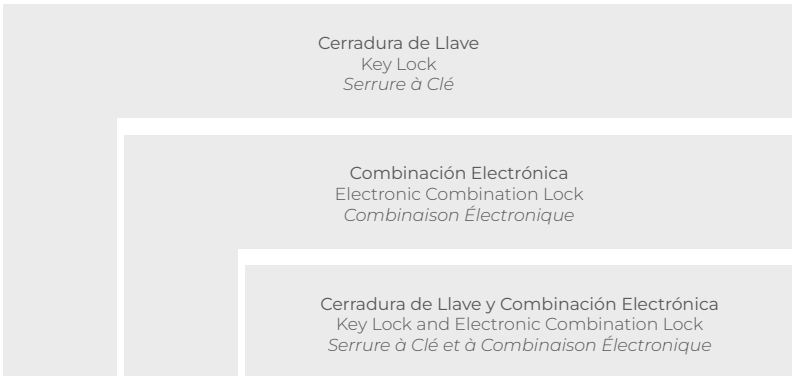 Cerradura de Llave
Key Lock
Serrure à Clé
Combinación Electrónica
Electronic Combination Lock
Combinaison Électronique
Cerradura de Llave y Combinación Electrónica
Key Lock and Electronic Combination Lock
Serrure à Clé et à Combinaison Électronique